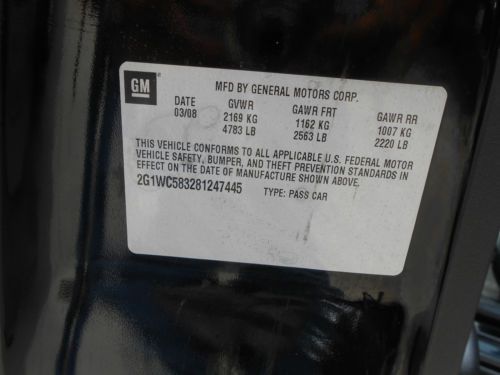 GM
MFD BY GENERAL MOTORS CORP.
DATE GVWR GAWR FRT GAWR RR
03/08 2169 KG 1162 KG 1007 KG
4783 LB 2563 LB 2220 LB
THIS VEHICLE CONFORMS TO ALL APPLICABLE U.S. FEDERAL MOTOR
VEHICLE SAFETY, BUMPER, AND THEFT PREVENTION STANDARDS IN
EFFECT ON THE DATE OF MANUFACTURE SHOWN ABOVE.
2G1WC583281247445 TYPE: PASS CAR